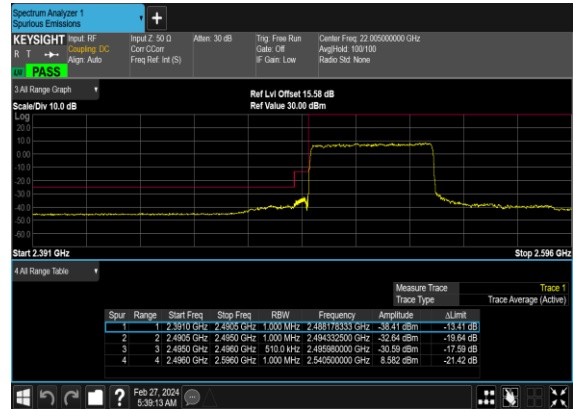 Spectrum Analyzer 1
Spurious Emissions
+
KEYSIGHT Input: RF Input Z: 50 Ω Atten: 30 dB Trig: Free Run Center Freq: 22.005000000 GHz
R T Coupling: DC Corr CCorr Gate: Off Avg|Hold: 100/100
Align: Auto Freq Ref: Int (S) IF Gain: Low Radio Std: None
LW PASS
3 All Range Graph
Ref Lvl Offset 15.58 dB
Scale/Div 10.0 dB Ref Value 30.00 dBm
Log
20.0
10.0
0.00
-10.0
-20.0
-30.0
-40.0
-50.0
-60.0
Start 2.391 GHz Stop 2.596 GHz
4 All Range Table
Measure Trace Trace 1
Trace Type Trace Average (Active)
Spur Range Start Freq Stop Freq RBW Frequency Amplitude ΔLimit
1 1 2.3910 GHz 2.4905 GHz 1.000 MHz 2.488178333 GHz -38.41 dBm -13.41 dB
2 2 2.4905 GHz 2.4950 GHz 1.000 MHz 2.494332500 GHz -32.64 dBm -19.64 dB
3 3 2.4950 GHz 2.4960 GHz 510.0 kHz 2.495980000 GHz -30.59 dBm -17.59 dB
4 4 2.4960 GHz 2.5960 GHz 1.000 MHz 2.540500000 GHz 8.582 dBm -21.42 dB
? Feb 27, 2024
5:39:13 AM